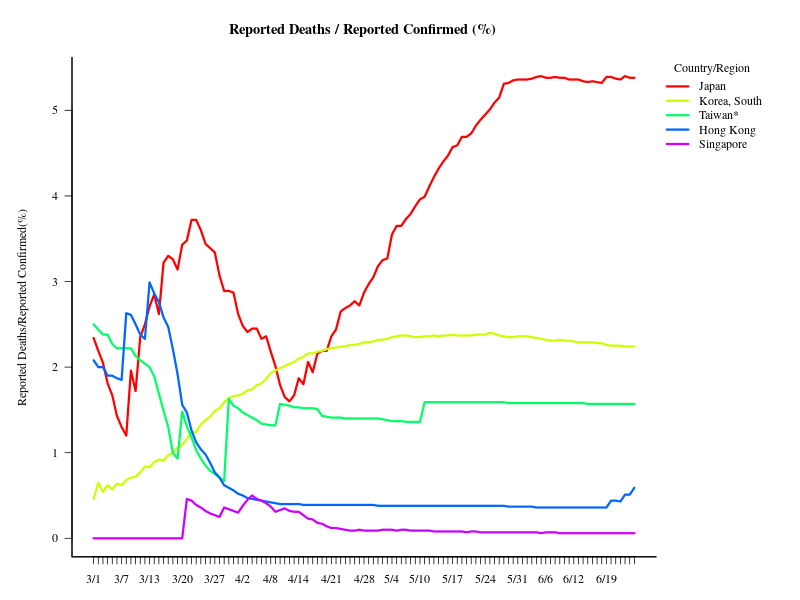 Reported Deaths / Reported Confirmed (%)
Country/Region
Japan
Korea, South
Taiwan*
Hong Kong
Singapore
Reported Deaths/Reported Confirmed(%)
5
4
3
2
1
0
3/1 3/7 3/13 3/20 3/27 4/2 4/8 4/14 4/21 4/28 5/4 5/10 5/17 5/24 5/31 6/6 6/12 6/19